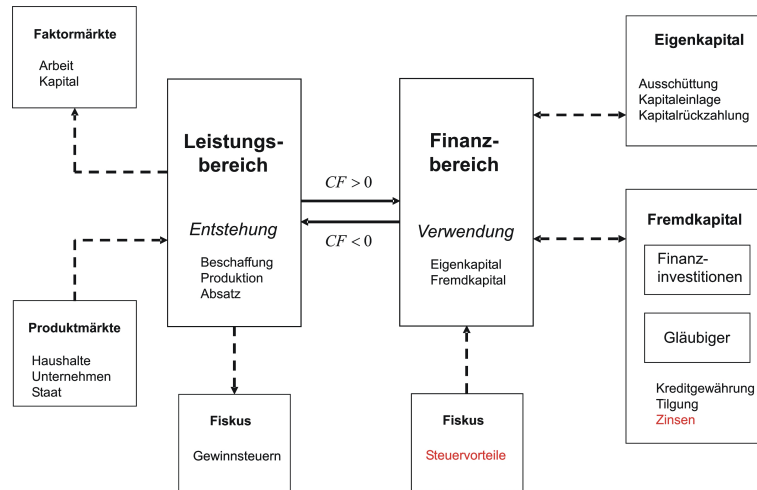 Faktormärkte
Arbeit
Kapital
Leistungs-
bereich
Entstehung
Beschaffung
Produktion
Absatz
CF > 0
CF < 0
Finanz-
bereich
Verwendung
Eigenkapital
Fremdkapital
Eigenkapital
Ausschüttung
Kapitaleinlage
Kapitalrückzahlung
Fremdkapital
Finanz-
investitionen
Gläubiger
Kreditgewährung
Tilgung
Zinsen
Produktmärkte
Haushalte
Unternehmen
Staat
Fiskus
Gewinnsteuern
Fiskus
Steuervorteile